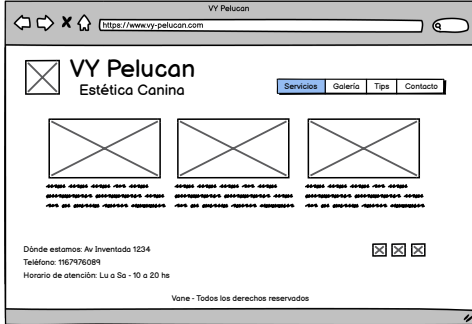 VY Pelucan
https://www.vy-pelucan.com
VY Pelucan
Estética Canina
Servicios Galería Tips Contacto
Dónde estamos: Av Inventada 1234
Teléfono: 1167976089
Horario de atención: Lu a Sa - 10 a 20 hs
Vane - Todos los derechos reservados